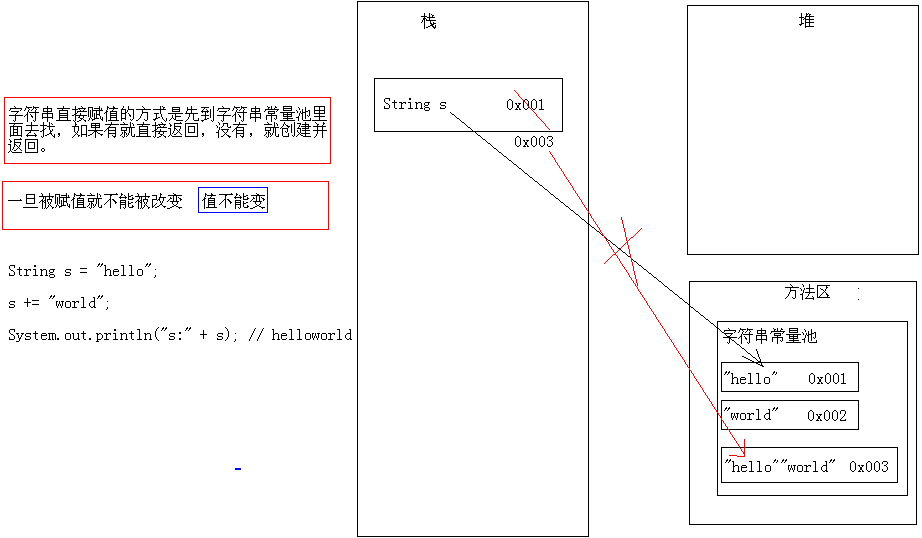 栈
堆
String s
0x001
0x003
字符串直接赋值的方式是先到字符串常量池里
面去找，如果有就直接返回，没有，就创建并
返回。
一旦被赋值就不能被改变 值不能变
String s = "hello";
s += "world";
System.out.println("s:" + s); // helloworld
方法区
字符串常量池
"hello" 0x001
"world" 0x002
"hello""world" 0x003